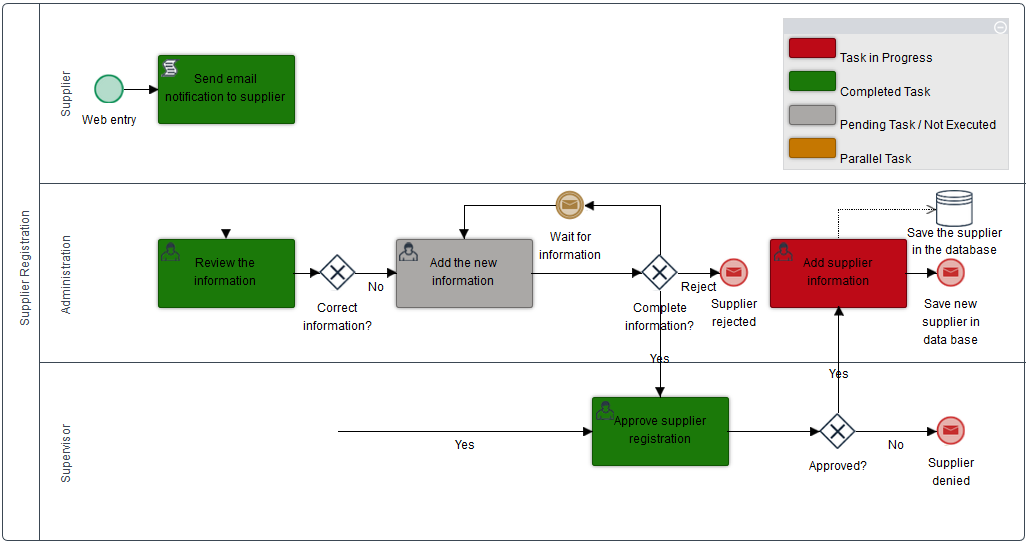 Supplier Registration
Supplier
Web entry
Send email
notification to supplier
Task in Progress
Completed Task
Pending Task / Not Executed
Parallel Task
Administration
Review the
information
Correct
information?
No
Add the new
information
Wait for
information
Complete
information?
Reject
Supplier
rejected
Yes
Add supplier
information
Save the supplier
in the database
Save new
supplier in
data base
Yes
Supervisor
Yes
Approve supplier
registration
Approved?
No
Supplier
denied